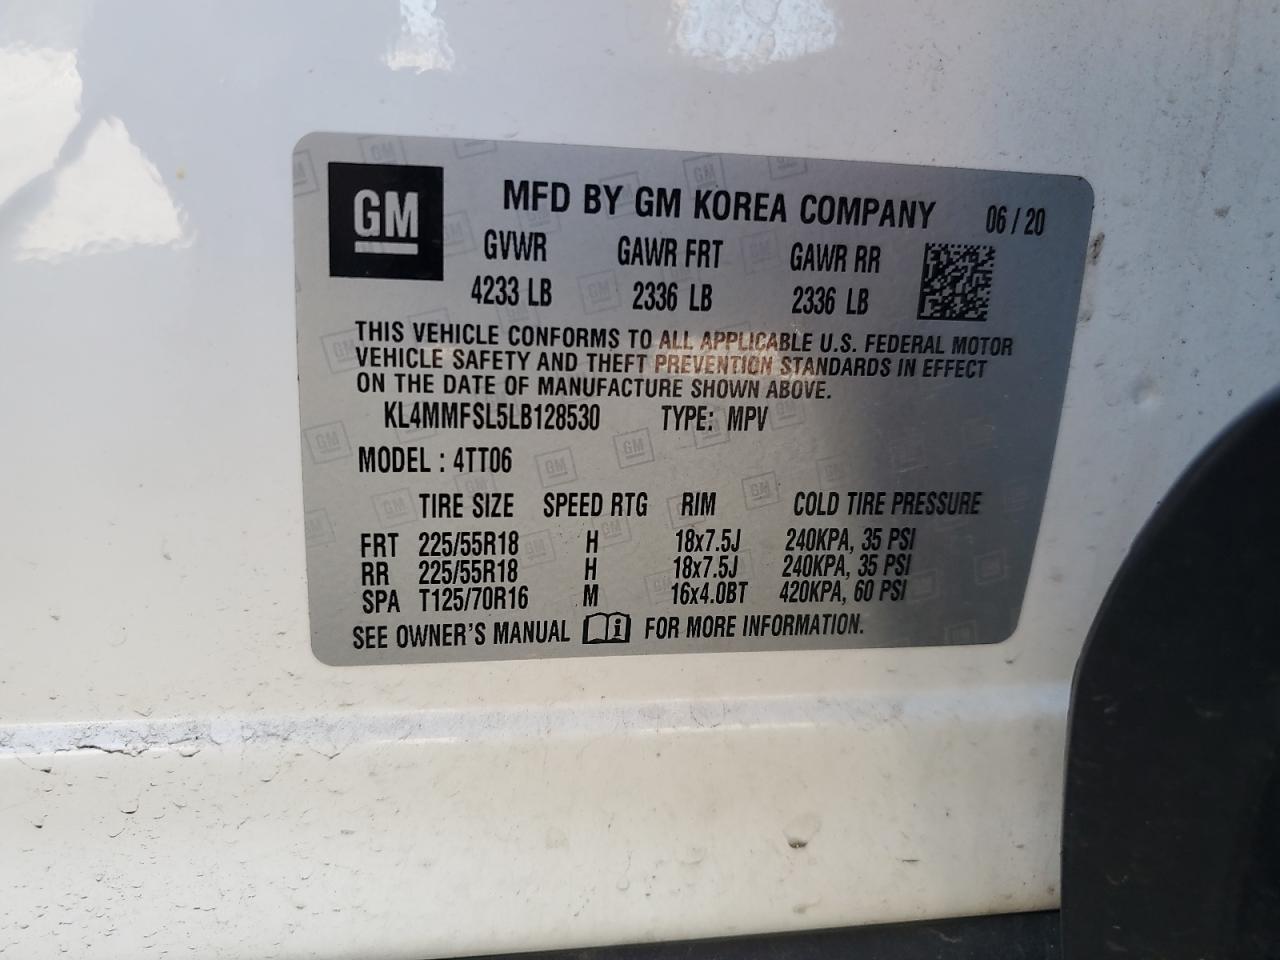 GM
MFD BY GM KOREA COMPANY 06/20
GVWR GAWR FRT GAWR RR
4233 LB 2336 LB 2336 LB
THIS VEHICLE CONFORMS TO ALL APPLICABLE U.S. FEDERAL MOTOR
VEHICLE SAFETY AND THEFT PREVENTION STANDARDS IN EFFECT
ON THE DATE OF MANUFACTURE SHOWN ABOVE.
KL4MMFSL5LB128530 TYPE: MPV
MODEL : 4TT06
TIRE SIZE SPEED RTG RIM COLD TIRE PRESSURE
FRT 225/55R18 H 18x7.5J 240KPA, 35 PSI
RR 225/55R18 H 18x7.5J 240KPA, 35 PSI
SPA T125/70R16 M 16x4.0BT 420KPA, 60 PSI
SEE OWNER'S MANUAL i FOR MORE INFORMATION.